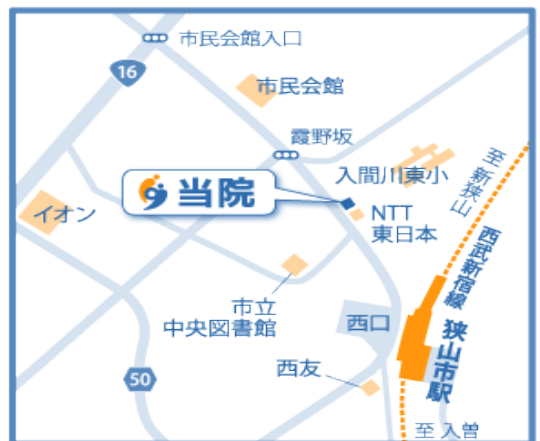 市民会館入口
16
市民会館
霞野坂
入間川東小
至新狭山
当院
イオン
NTT
東日本
西武新宿線
市立
中央図書館
西口
狭山市駅
西友
50
至 入曽